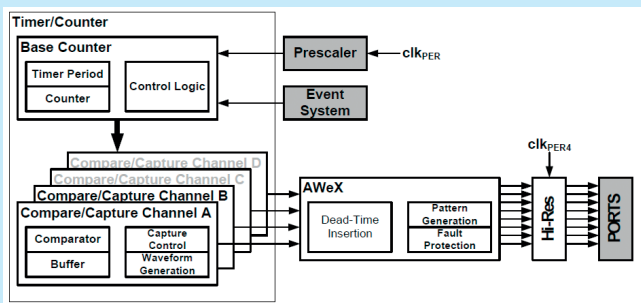 Timer/Counter
Base Counter
Timer Period
Counter
Control Logic
Prescaler
clkPER
Event
System
Compare/Capture Channel D
Compare/Capture Channel C
Compare/Capture Channel B
Compare/Capture Channel A
Comparator
Buffer
Capture
Control
Waveform
Generation
AWeX
Dead-Time
Insertion
Pattern
Generation
Fault
Protection
clkPER4
Hi-Res
PORTS